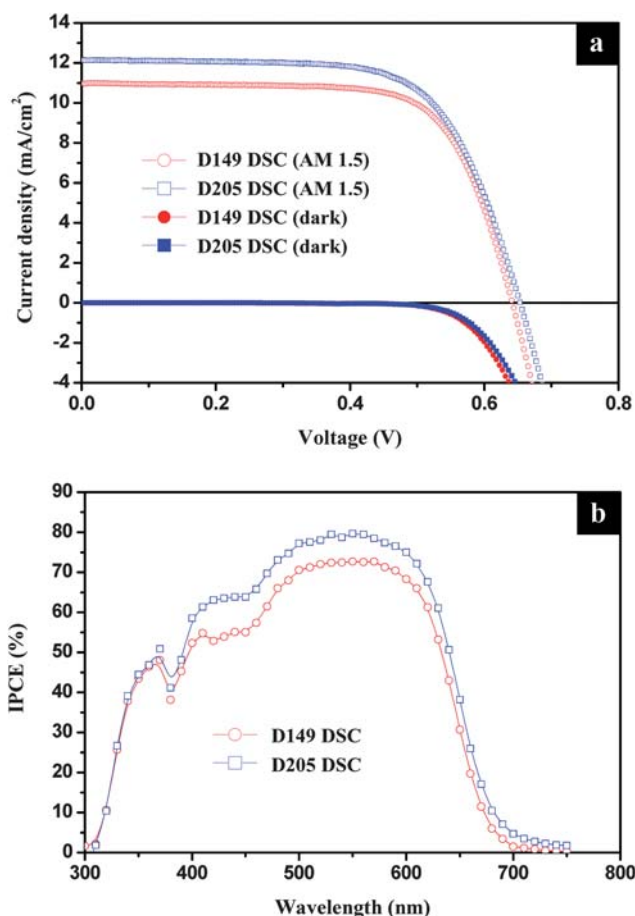 a
14
12
10
8
6
4
2
0
-2
-4
Current density (mA/cm²)
D149 DSC (AM 1.5)
D205 DSC (AM 1.5)
D149 DSC (dark)
D205 DSC (dark)
0.0 0.2 0.4 0.6 0.8
Voltage (V)
b
90
80
70
60
50
40
30
20
10
0
IPCE (%)
D149 DSC
D205 DSC
300 400 500 600 700 800
Wavelength (nm)